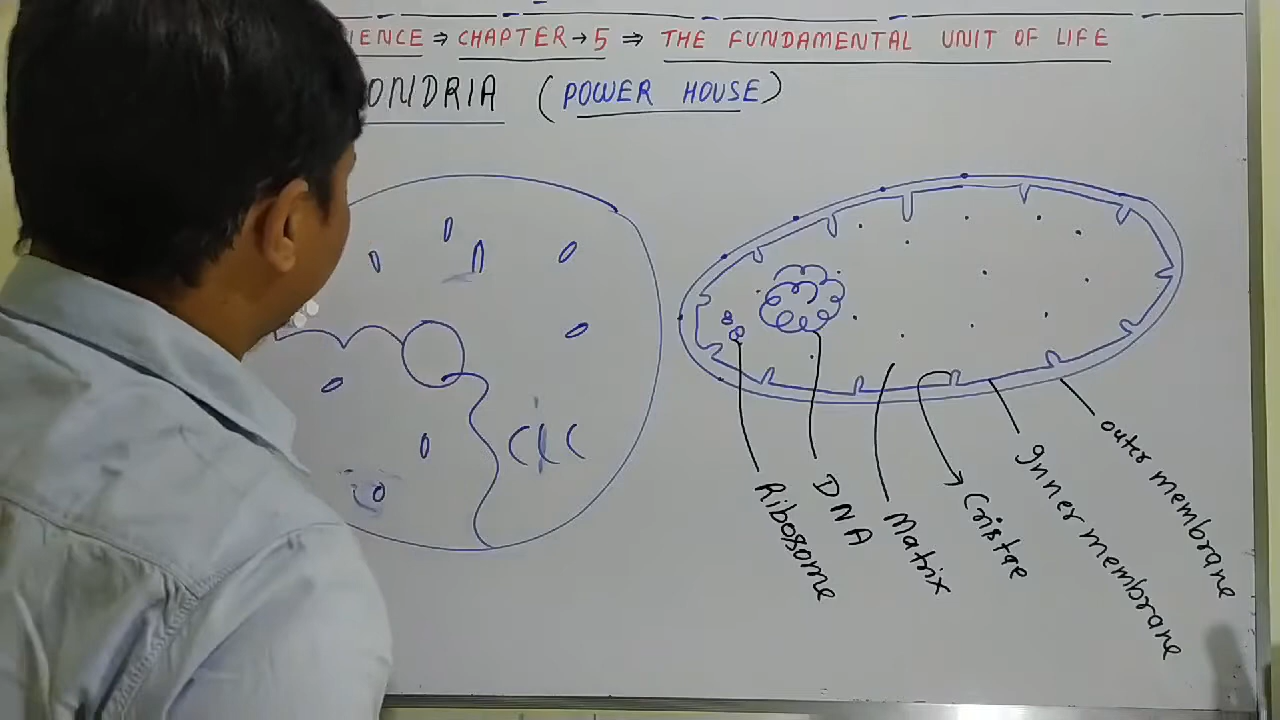 IENCE ⇒ CHAPTER → 5 ⇒ THE FUNDAMENTAL UNIT OF LIFE
ONDRIA (POWER HOUSE)
Ribosome
DNA
Matrix
Cristae
Inner membrane
outer membrane